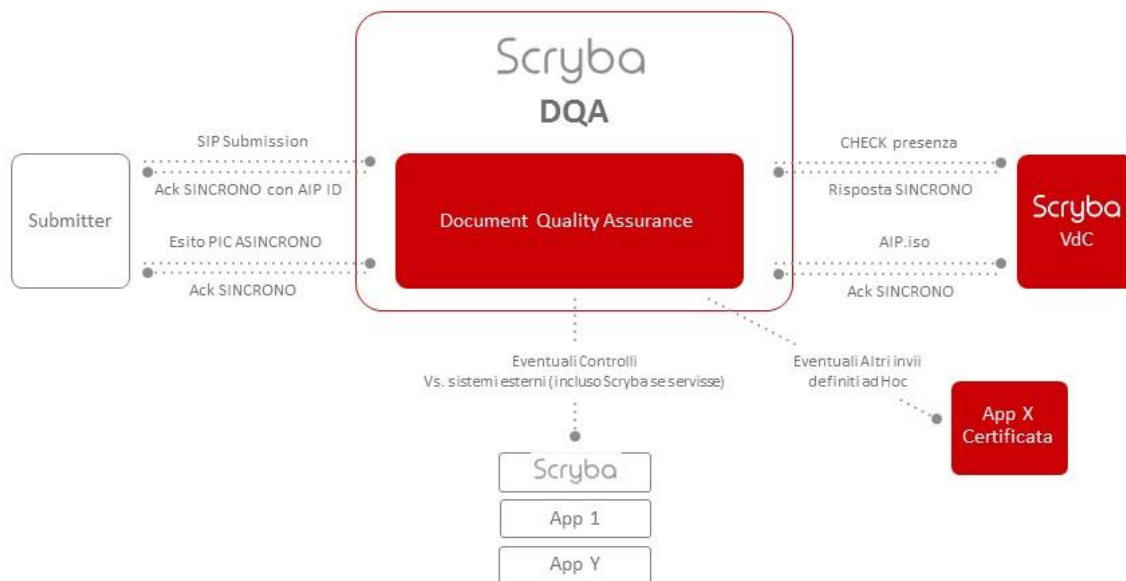 Scryba
DQA
SIP Submission
Ack SINCRONO con AIP ID
Submitter
Esito PIC ASINCRONO
Ack SINCRONO
Document Quality Assurance
CHECK presenza
Risposta SINCRONO
Scryba
VdC
AIP.iso
Ack SINCRONO
Eventuali Controlli
Vs. sistemi esterni (incluso Scryba se servisse)
Eventuali Altri invii
definiti ad Hoc
App X
Certificata
Scryba
App 1
App Y